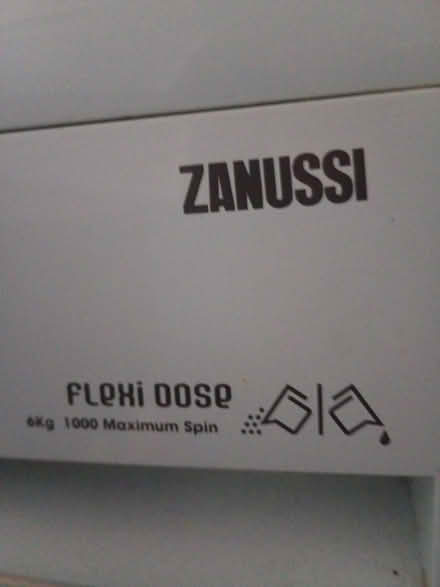 ZANUSSI
FLeXi DOSe
6Kg 1000 Maximum Spin